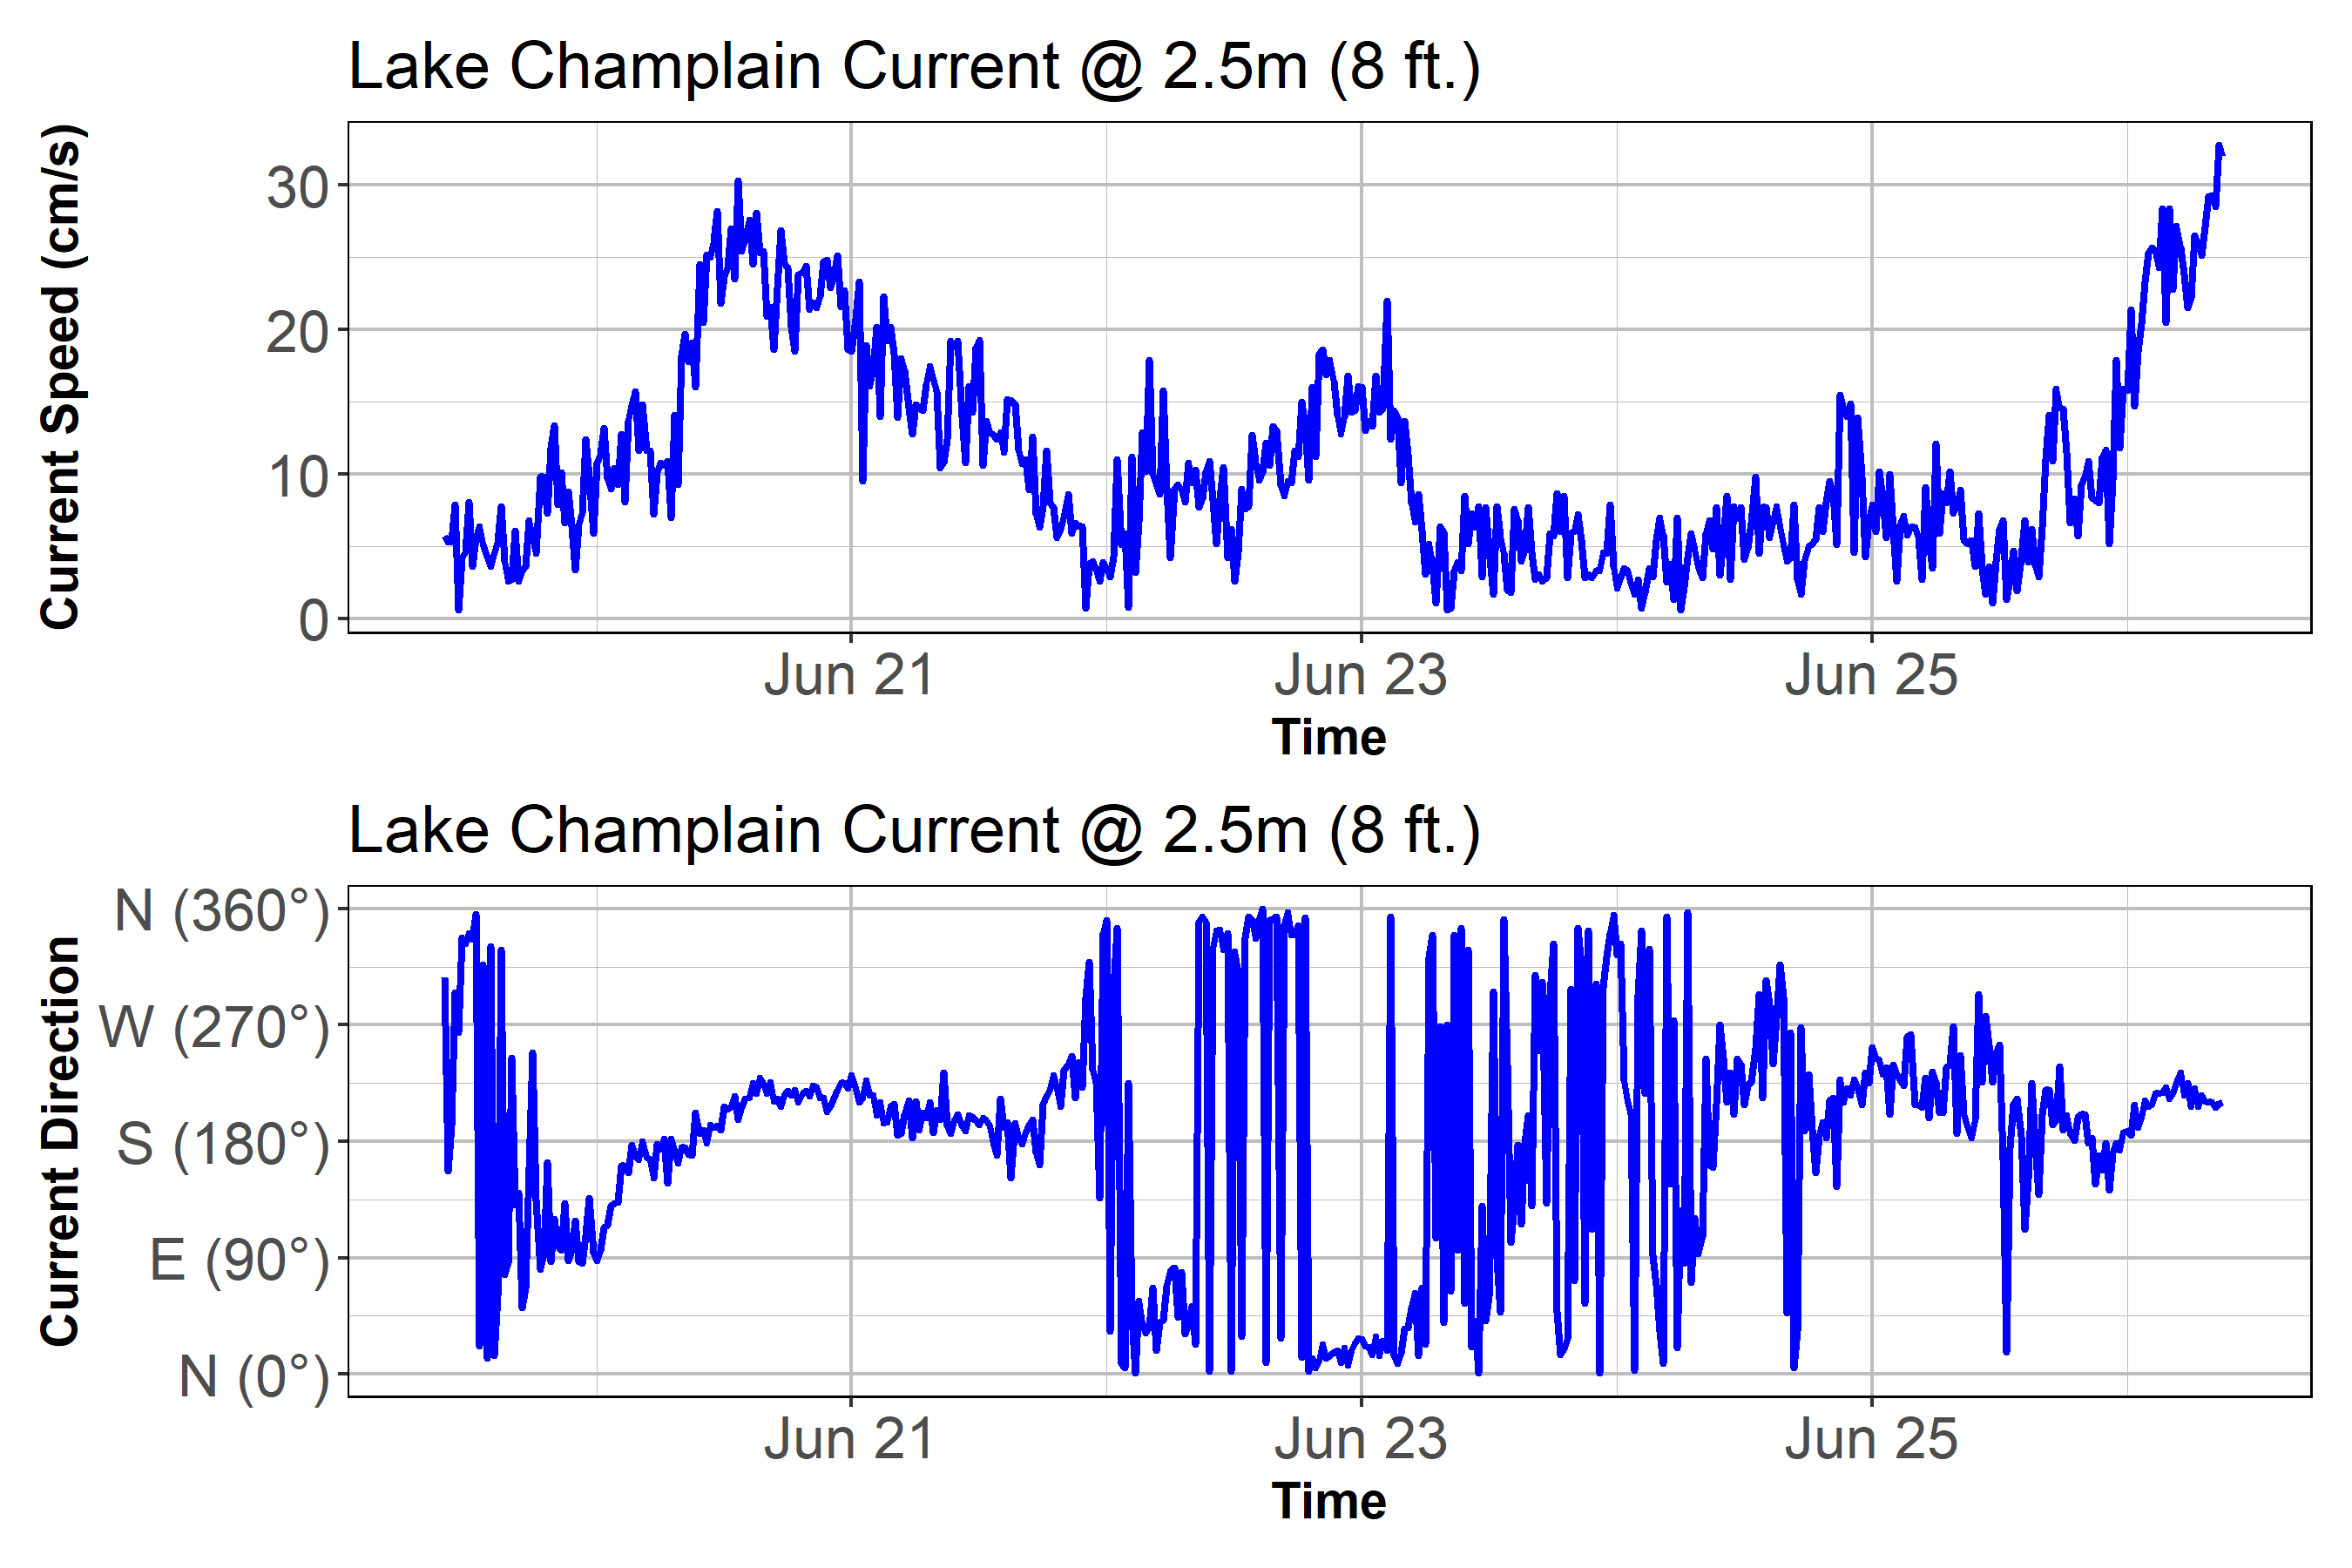 Lake Champlain Current @ 2.5m (8 ft.)
Current Speed (cm/s)
30
20
10
0
Jun 21
Jun 23
Jun 25
Time
Lake Champlain Current @ 2.5m (8 ft.)
Current Direction
N (360°)
W (270°)
S (180°)
E (90°)
N (0°)
Jun 21
Jun 23
Jun 25
Time